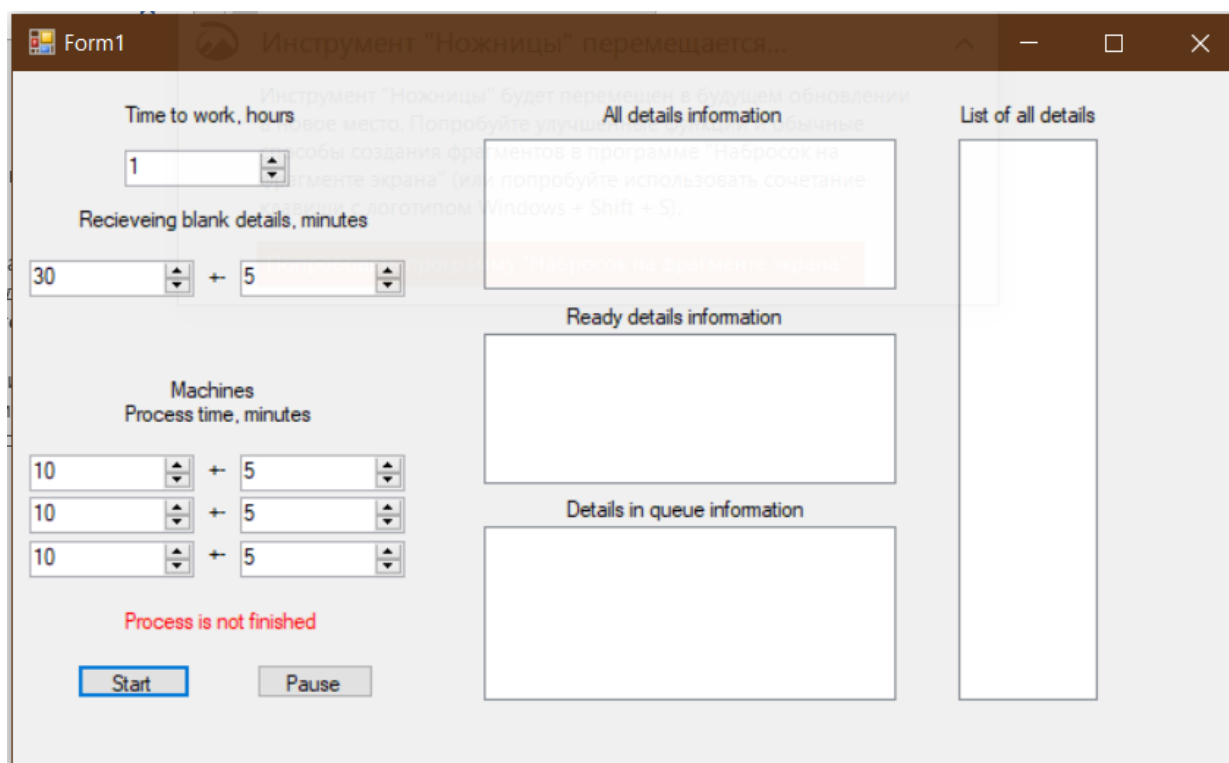 Form1
Инструмент "Ножницы" перемещается...
Инструмент "Ножницы" будет перемещен в будущем обновлении
в новое место. Попробуйте улучшенные функции и обычные
способы создания фрагментов в программе "Набросок на
фрагменте экрана" (или попробуйте использовать сочетание
клавиши с логотипом Windows + Shift + S).
Time to work, hours
1
Recieveing blank details, minutes
30 +- 5
Machines
Process time, minutes
10 +- 5
10 +- 5
10 +- 5
Process is not finished
Start
Pause
All details information
Ready details information
Details in queue information
List of all details